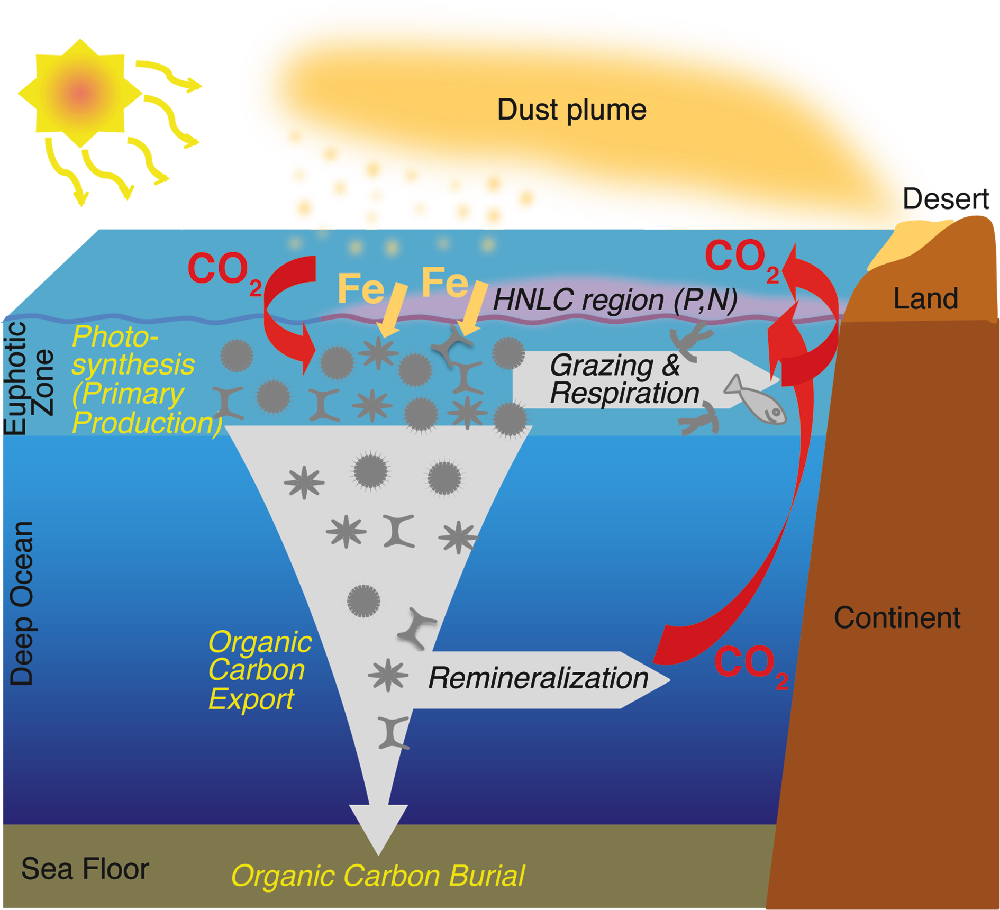 Dust plume
Desert
CO2
Fe
Fe
CO2
HNLC region (P,N)
Land
Euphotic
Zone
Photo-
synthesis
(Primary
Production)
Grazing &
Respiration
Deep Ocean
Continent
Organic
Carbon
Export
Remineralization
CO2
Sea Floor
Organic Carbon Burial